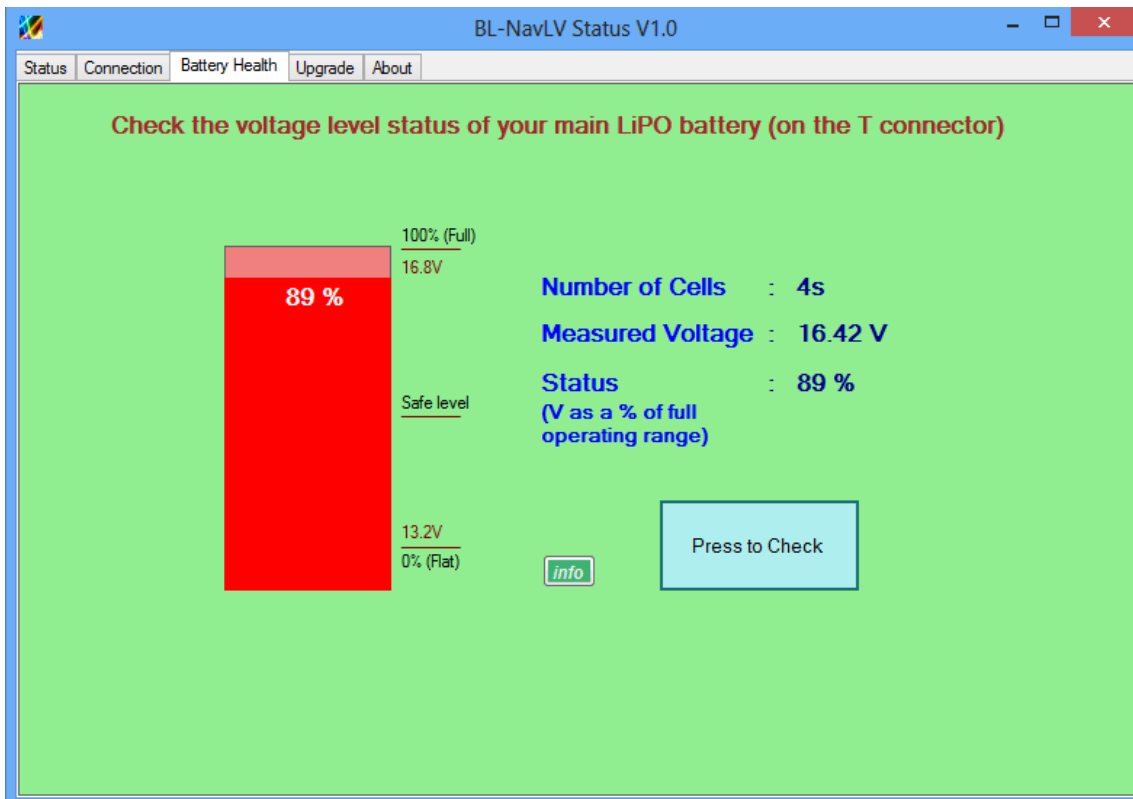 BL-NavLV Status V1.0
Status Connection Battery Health Upgrade About
Check the voltage level status of your main LiPO battery (on the T connector)
100% (Full)
16.8V
89 %
Safe level
13.2V
0% (Flat)
Number of Cells : 4s
Measured Voltage : 16.42 V
Status : 89 %
(V as a % of full
operating range)
info
Press to Check